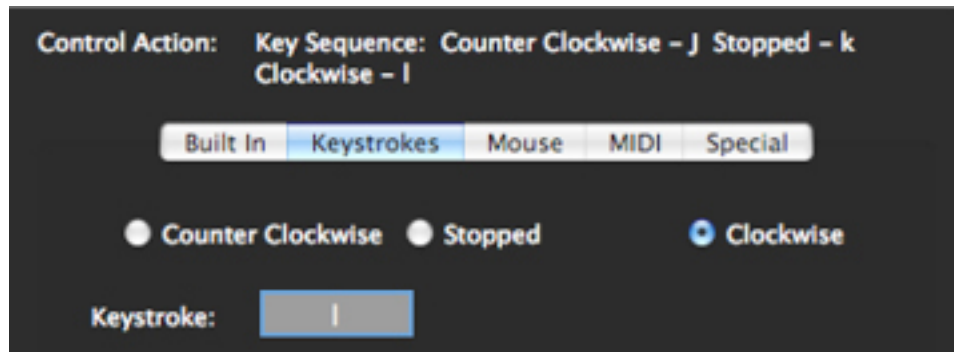 Control Action: Key Sequence: Counter Clockwise – J Stopped – k
Clockwise – l
Built In Keystrokes Mouse MIDI Special
Counter Clockwise Stopped Clockwise
Keystroke: l